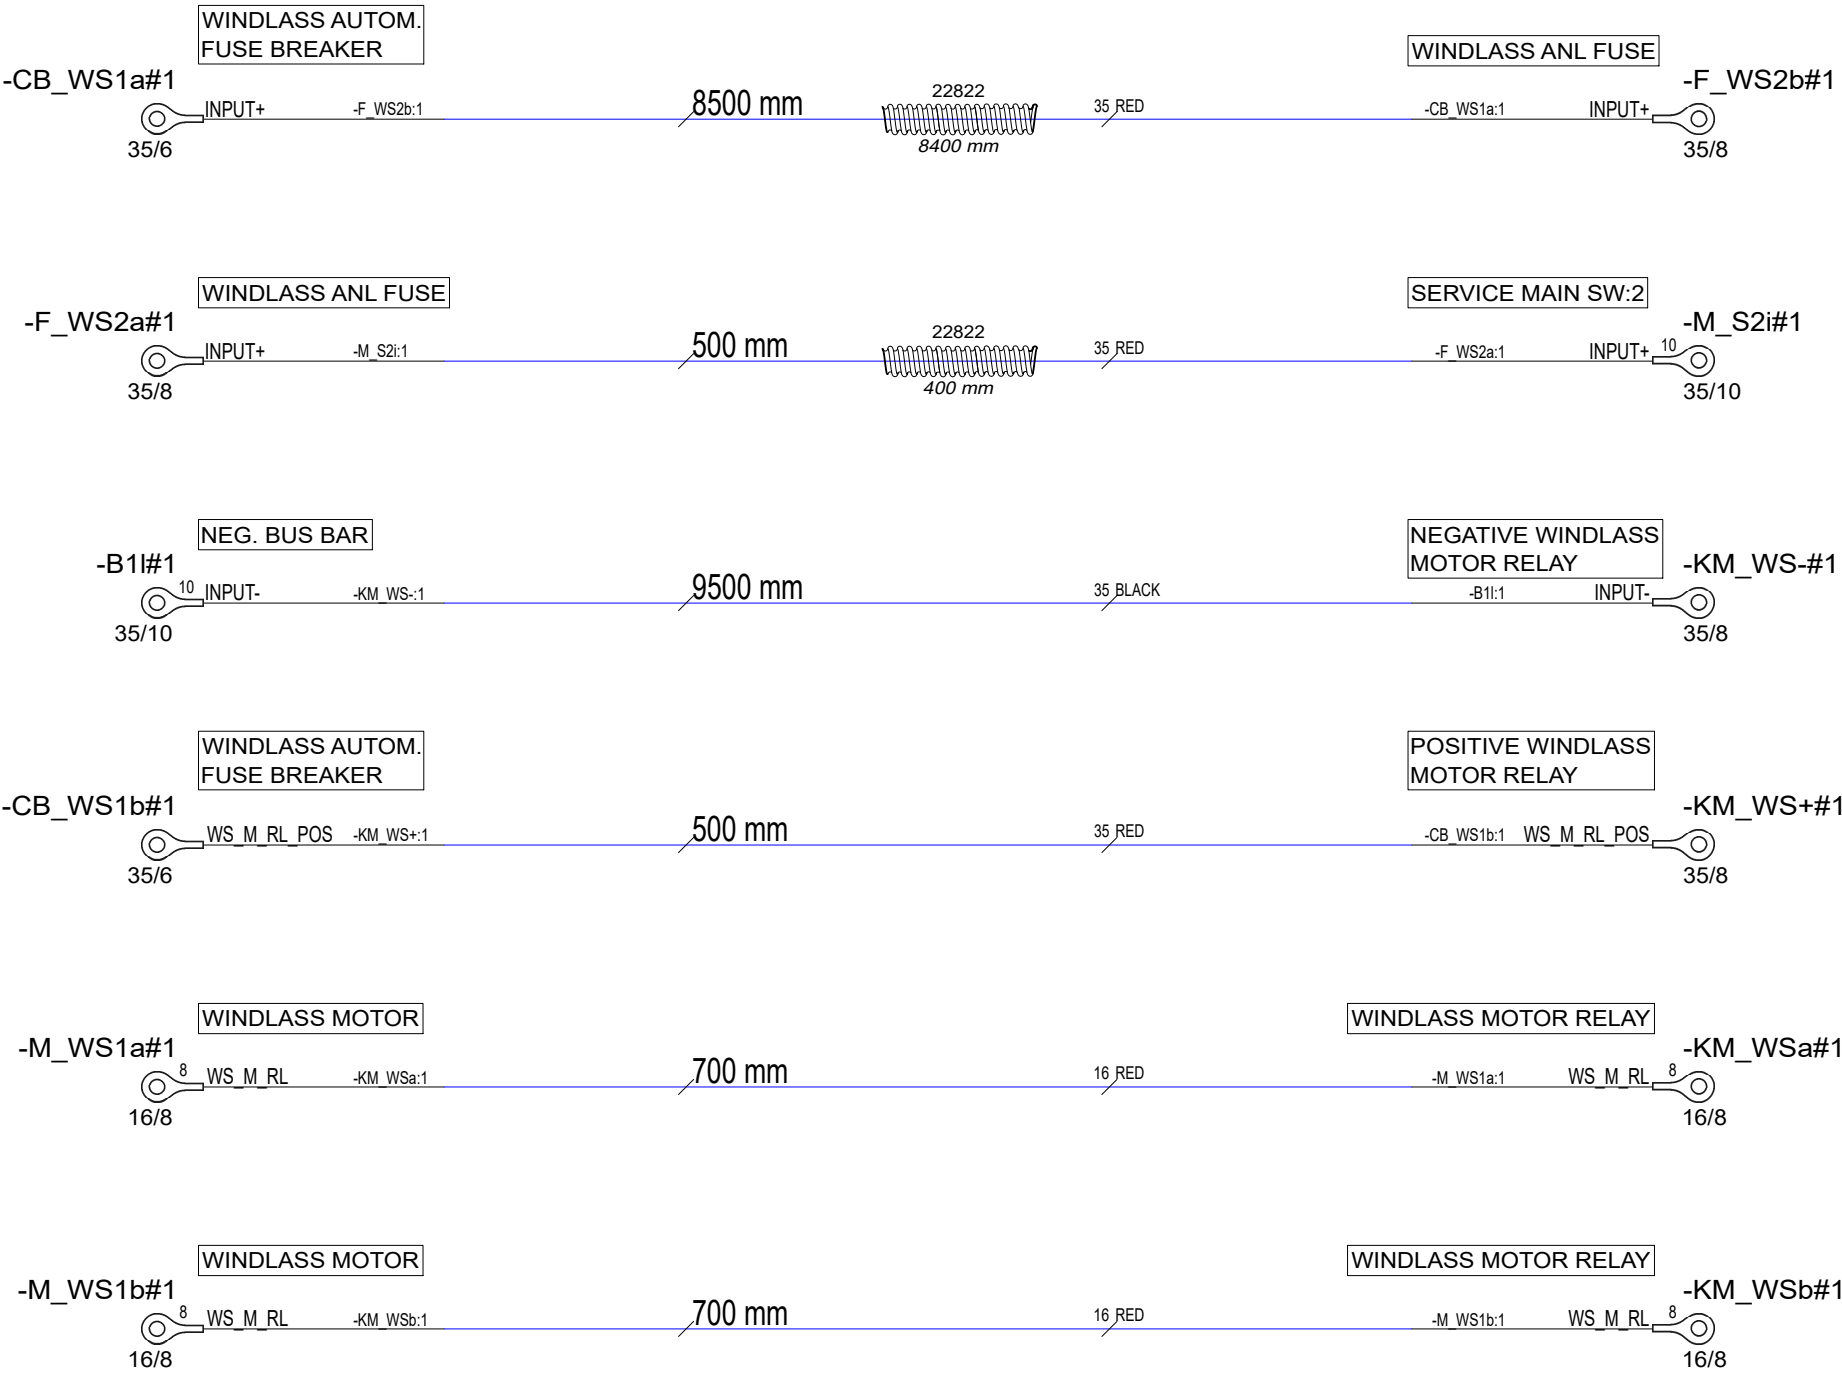 WINDLASS AUTOM.
FUSE BREAKER
WINDLASS ANL FUSE
-CB_WS1a#1
-F_WS2b#1
INPUT+
-F_WS2b:1
8500 mm
22822
35 RED
-CB_WS1a:1
INPUT+
35/6
8400 mm
35/8
WINDLASS ANL FUSE
SERVICE MAIN SW:2
-F_WS2a#1
-M_S2i#1
INPUT+
-M_S2i:1
500 mm
22822
35 RED
-F_WS2a:1
INPUT+
10
35/8
400 mm
35/10
NEG. BUS BAR
NEGATIVE WINDLASS
MOTOR RELAY
-B1l#1
-KM_WS-#1
10
INPUT-
-KM_WS-:1
9500 mm
35 BLACK
-B1l:1
INPUT-
35/10
35/8
WINDLASS AUTOM.
FUSE BREAKER
POSITIVE WINDLASS
MOTOR RELAY
-CB_WS1b#1
-KM_WS+#1
WS_M_RL_POS
-KM_WS+:1
500 mm
35 RED
-CB_WS1b:1
WS_M_RL_POS
35/6
35/8
WINDLASS MOTOR
WINDLASS MOTOR RELAY
-M_WS1a#1
-KM_WSa#1
8
WS_M_RL
-KM_WSa:1
700 mm
16 RED
-M_WS1a:1
WS_M_RL
8
16/8
16/8
WINDLASS MOTOR
WINDLASS MOTOR RELAY
-M_WS1b#1
-KM_WSb#1
8
WS_M_RL
-KM_WSb:1
700 mm
16 RED
-M_WS1b:1
WS_M_RL
8
16/8
16/8